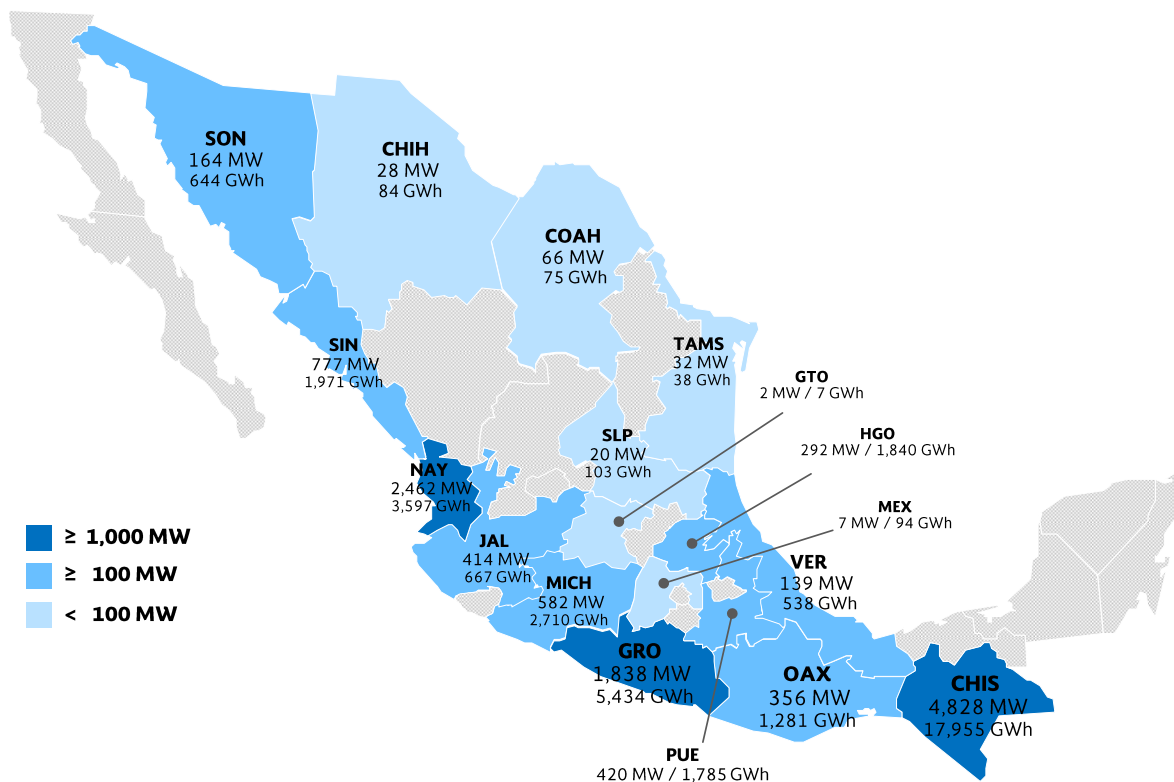 SON
164 MW
644 GWh
CHIH
28 MW
84 GWh
COAH
66 MW
75 GWh
SIN
777 MW
1,971 GWh
TAMS
32 MW
38 GWh
GTO
2 MW / 7 GWh
HGO
292 MW / 1,840 GWh
SLP
20 MW
103 GWh
NAY
2,462 MW
3,597 GWh
MEX
7 MW / 94 GWh
≥ 1,000 MW
≥ 100 MW
< 100 MW
JAL
414 MW
667 GWh
MICH
582 MW
2,710 GWh
VER
139 MW
538 GWh
GRO
1,838 MW
5,434 GWh
OAX
356 MW
1,281 GWh
CHIS
4,828 MW
17,955 GWh
PUE
420 MW / 1,785 GWh